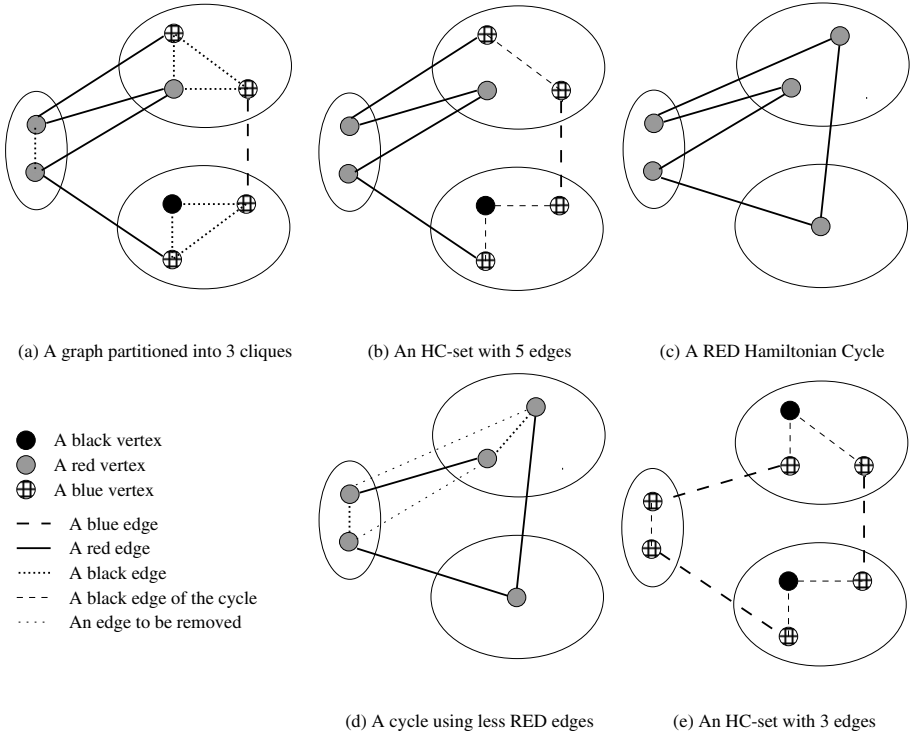 (a) A graph partitioned into 3 cliques
(b) An HC-set with 5 edges
(c) A RED Hamiltonian Cycle
A black vertex
A red vertex
A blue vertex
A blue edge
A red edge
A black edge
A black edge of the cycle
An edge to be removed
(d) A cycle using less RED edges
(e) An HC-set with 3 edges